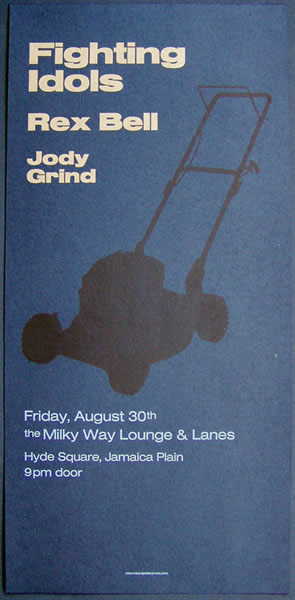 Fighting
Idols
Rex Bell
Jody
Grind
Friday, August 30th
the Milky Way Lounge & Lanes
Hyde Square, Jamaica Plain
9pm door